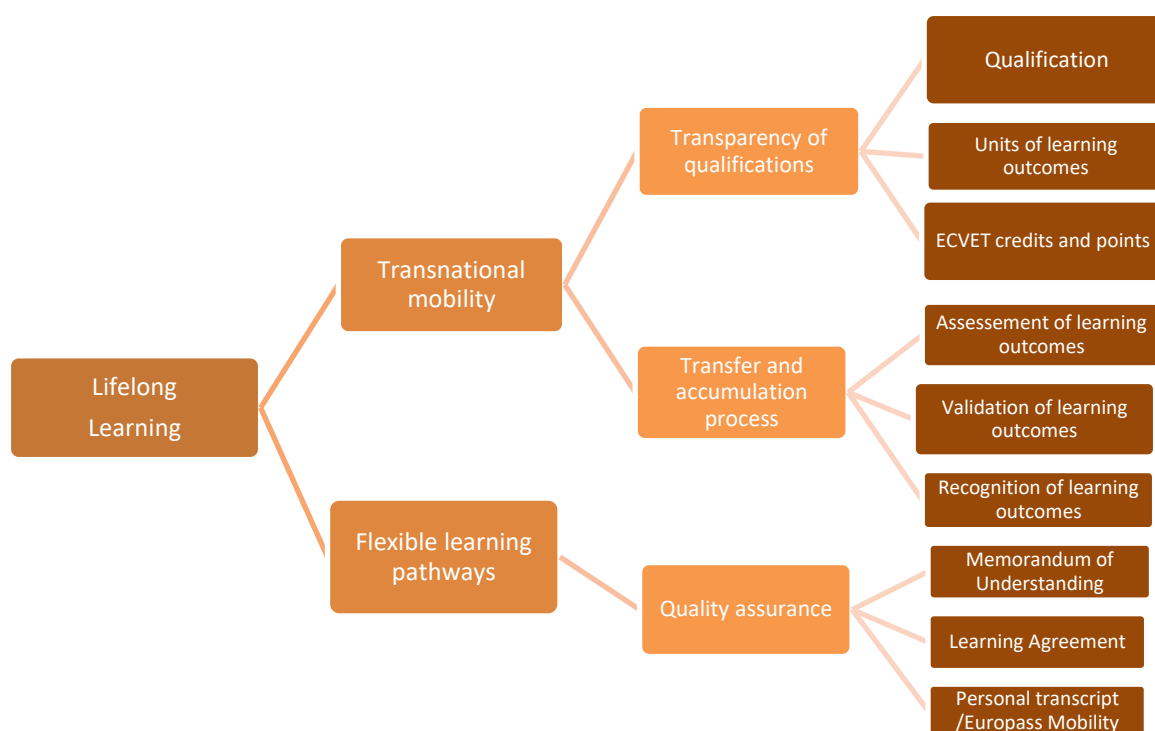 Lifelong
Learning
Transnational
mobility
Flexible learning
pathways
Transparency of
qualifications
Transfer and
accumulation
process
Quality assurance
Qualification
Units of learning
outcomes
ECVET credits and points
Assessement of learning
outcomes
Validation of learning
outcomes
Recognition of learning
outcomes
Memorandum of
Understanding
Learning Agreement
Personal transcript
/Europass Mobility